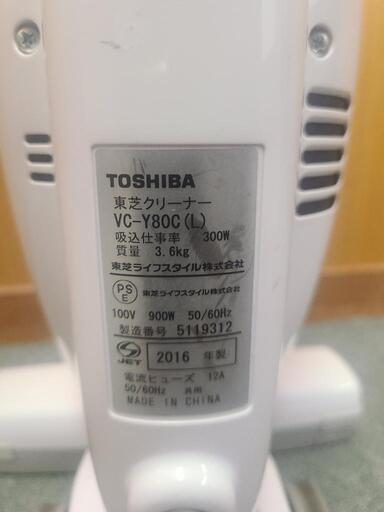 TOSHIBA
東芝クリーナー
VC-Y80C(L)
吸込仕事率 300W
質量 3.6kg
東芝ライフスタイル株式会社
PS E 東芝ライフスタイル株式会社
100V 900W 50/60Hz
製造番号 5119312
S JET 2016 年製
電流ヒューズ 12A
50/60Hz 共用
MADE IN CHINA